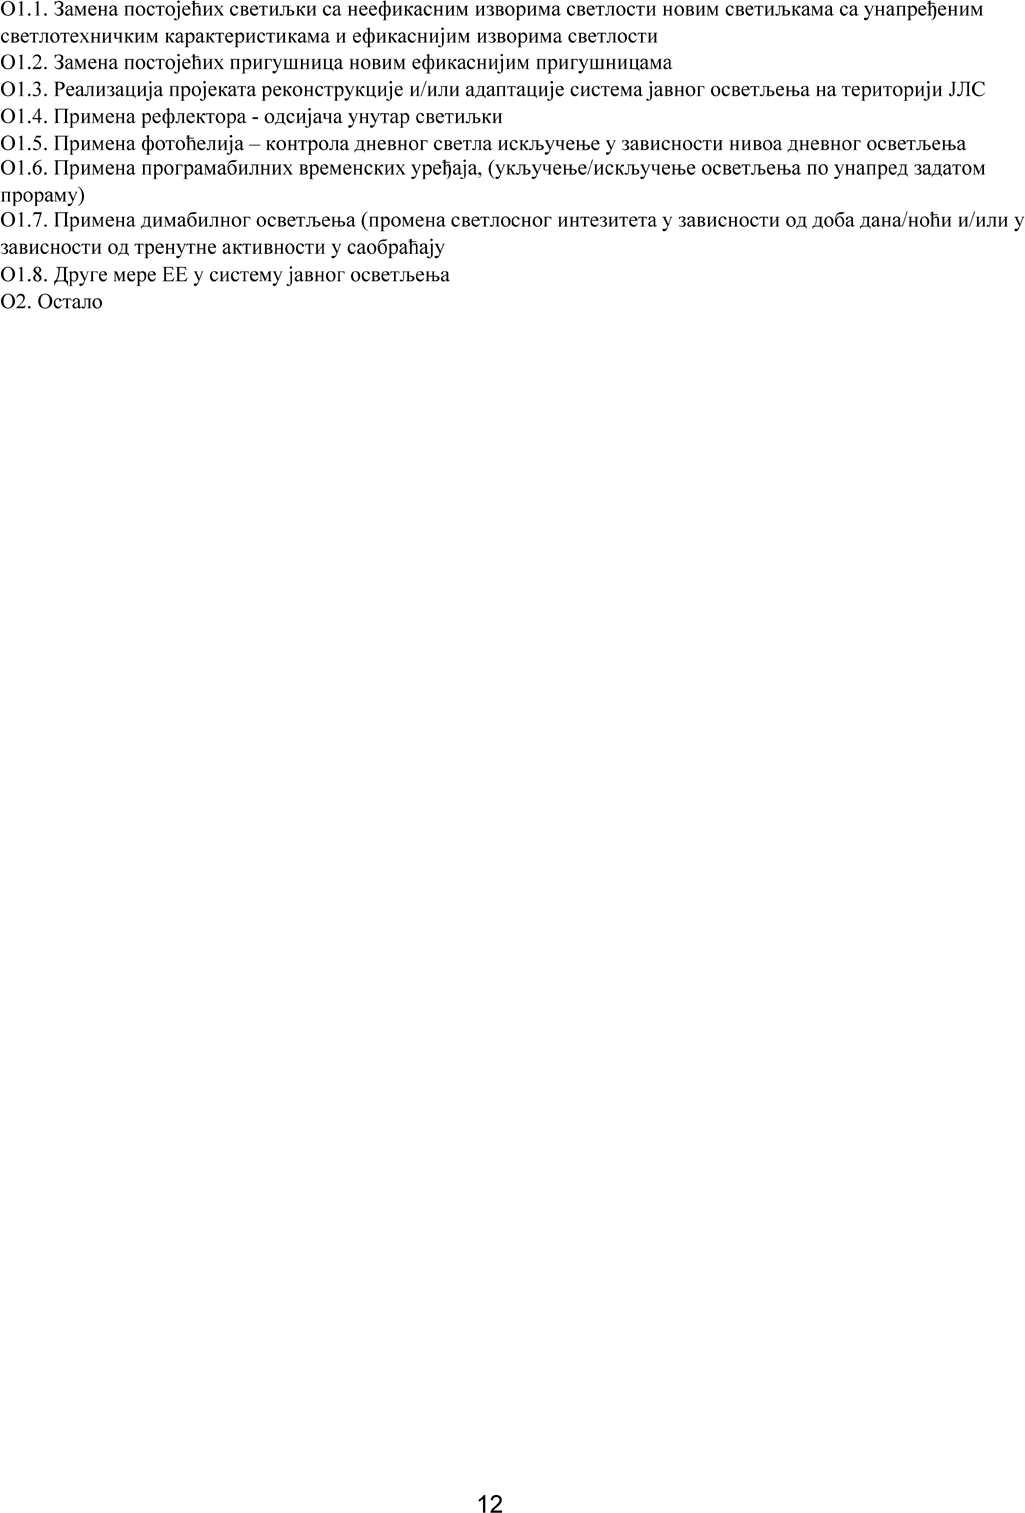 О1.1. Замена постојећих светиљки са неефикасним изворима светлости новим светиљкама са унапређеним
светлотехничким карактеристикама и ефикаснијим изворима светлости
О1.2. Замена постојећих пригушница новим ефикаснијим пригушницама
О1.3. Реализација пројеката реконструкције и/или адаптације система јавног осветљења на територији ЈЛС
О1.4. Примена рефлектора - одсијача унутар светиљки
О1.5. Примена фотоћелија – контрола дневног светла искључење у зависности нивоа дневног осветљења
О1.6. Примена програмабилних временских уређаја, (укључење/искључење осветљења по унапред задатом
прораму)
О1.7. Примена димабилног осветљења (промена светлосног интезитета у зависности од доба дана/ноћи и/или у
зависности од тренутне активности у саобраћају
О1.8. Друге мере ЕЕ у систему јавног осветљења
О2. Остало
12